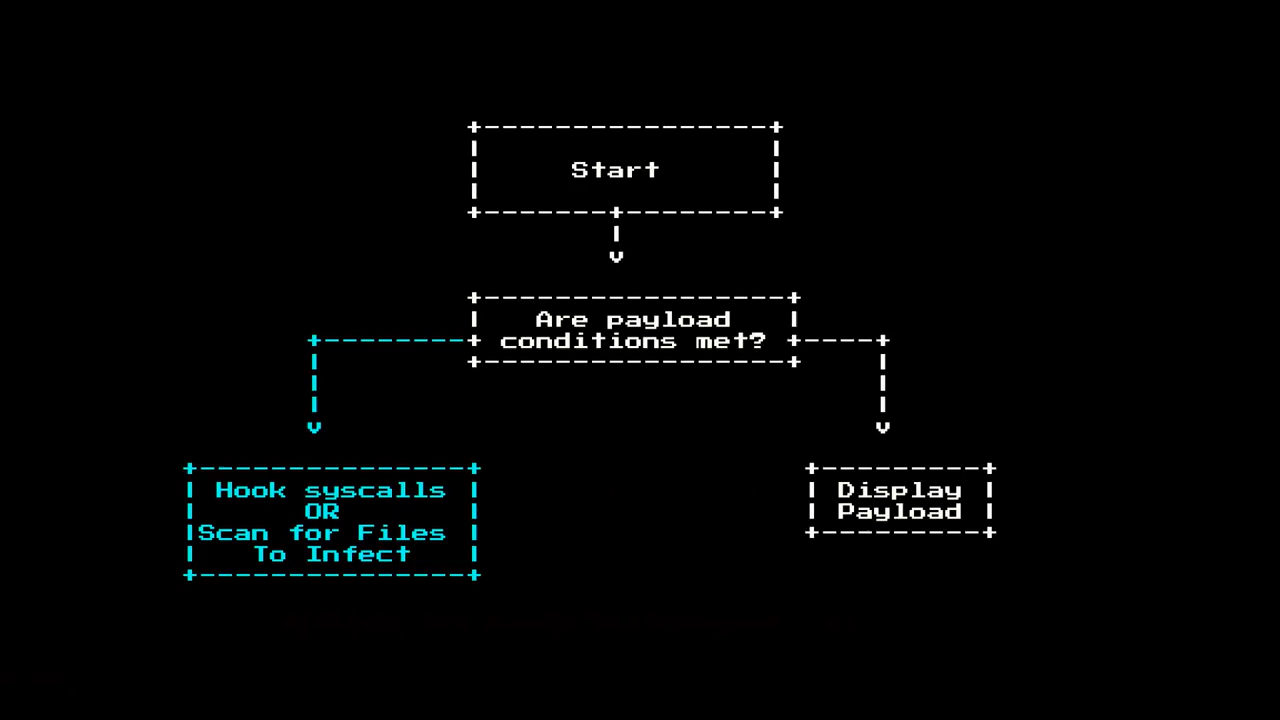 Start
Are payload
conditions met?
Hook syscalls
OR
Scan for Files
To Infect
Display
Payload